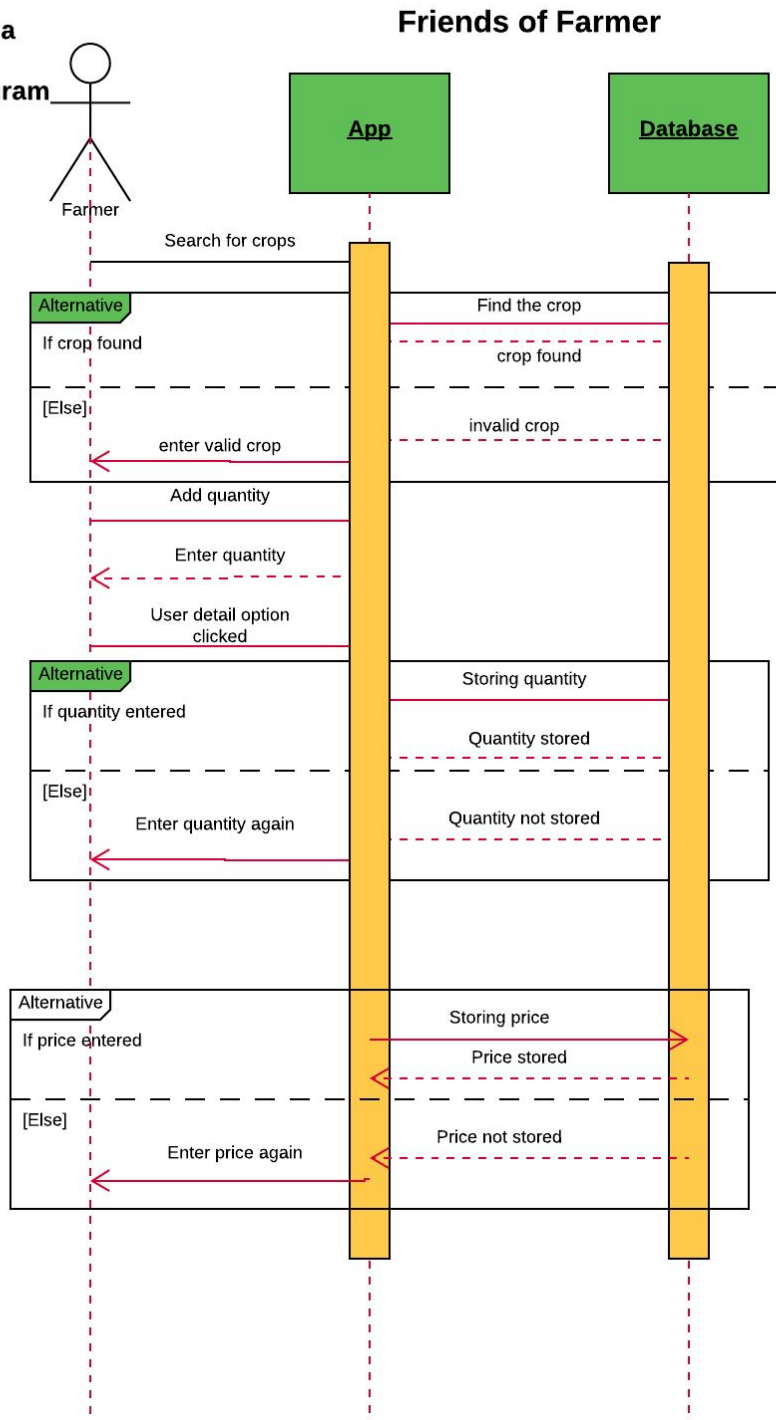 Friends of Farmer
a
ram
App
Database
Farmer
Search for crops
Alternative
Find the crop
If crop found
crop found
[Else]
invalid crop
enter valid crop
Add quantity
Enter quantity
User detail option
clicked
Alternative
Storing quantity
If quantity entered
Quantity stored
[Else]
Quantity not stored
Enter quantity again
Alternative
Storing price
If price entered
Price stored
[Else]
Price not stored
Enter price again